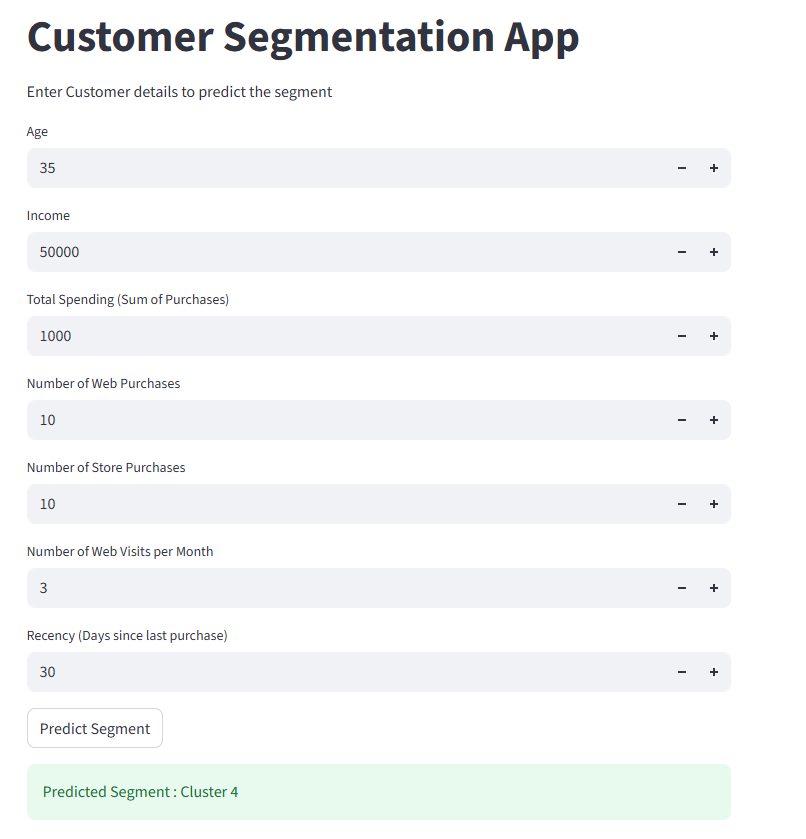 Customer Segmentation App
Enter Customer details to predict the segment
Age
35
Income
50000
Total Spending (Sum of Purchases)
1000
Number of Web Purchases
10
Number of Store Purchases
10
Number of Web Visits per Month
3
Recency (Days since last purchase)
30
Predict Segment
Predicted Segment : Cluster 4